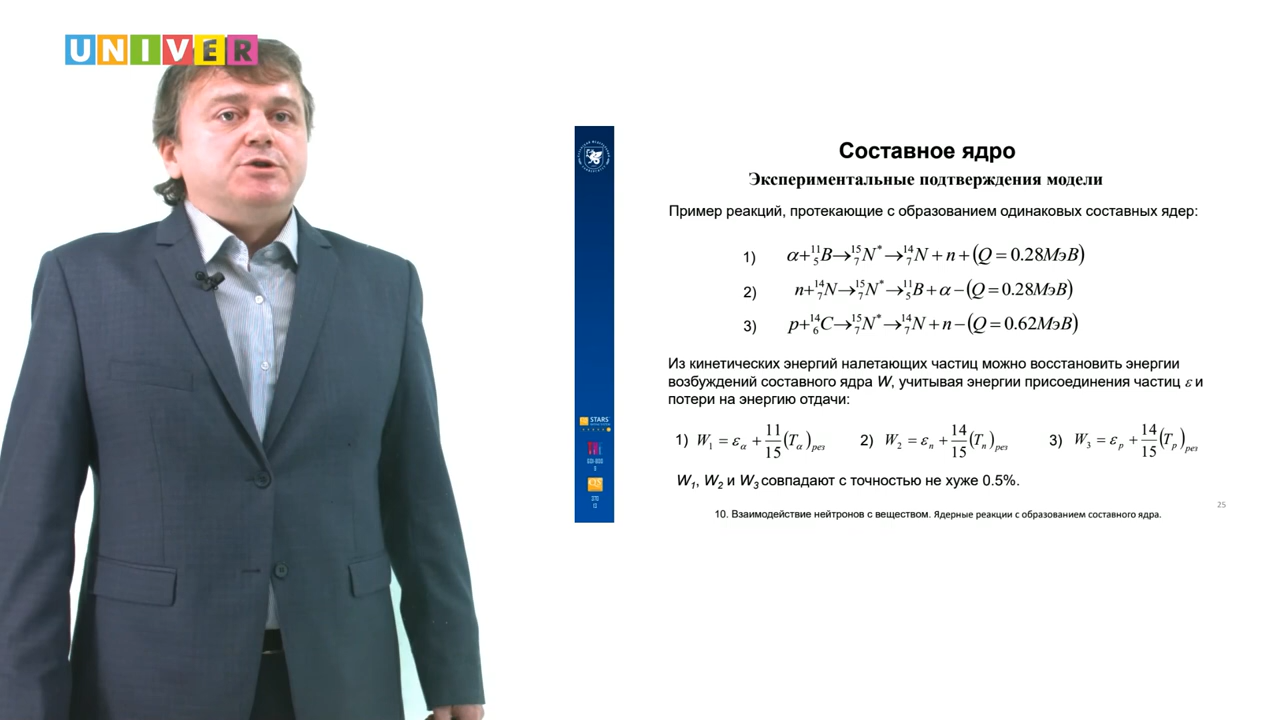 UNIVER
Составное ядро
Экспериментальные подтверждения модели
Пример реакций, протекающие с образованием одинаковых составных ядер:
1) α+¹¹₅B→¹⁵₇N*→¹⁴₇N+n+(Q=0.28МэВ)
2) n+¹⁴₇N→¹⁵₇N*→¹¹₅B+α−(Q=0.28МэВ)
3) p+¹⁴₆C→¹⁵₇N*→¹⁴₇N+n−(Q=0.62МэВ)
Из кинетических энергий налетающих частиц можно восстановить энергии
возбуждений составного ядра W, учитывая энергии присоединения частиц ε и
потери на энергию отдачи:
1) W₁ = ε_α + 11/15 (T_α)_рез 2) W₂ = ε_n + 14/15 (T_n)_рез 3) W₃ = ε_p + 14/15 (T_p)_рез
W₁, W₂ и W₃ совпадают с точностью не хуже 0.5%.
25
10. Взаимодействие нейтронов с веществом. Ядерные реакции с образованием составного ядра.
STARS